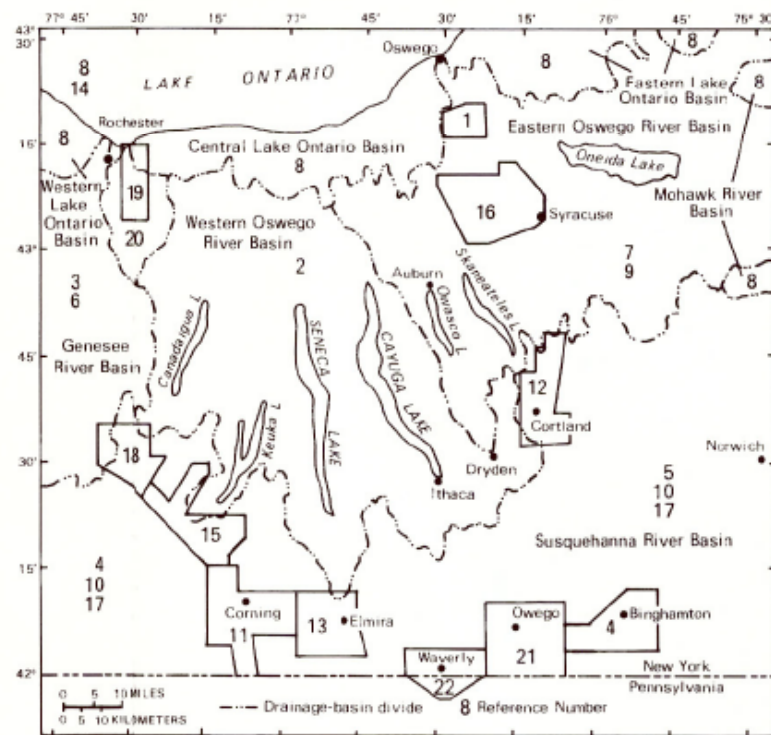 77° 45′ 30′ 15′ 77° 45′ 30′ 15′ 76° 45′ 76° 30′
43° 30′
Oswego
8
14
LAKE ONTARIO
8
8
8
Eastern Lake
Ontario Basin
Rochester
8
15′
Central Lake Ontario Basin
8
1
Eastern Oswego River Basin
Oneida Lake
Western
Lake
Ontario
Basin
19
20
Western Oswego
River Basin
2
16
Syracuse
Mohawk River
Basin
43°
7
9
8
3
6
Auburn
Owasco L
Skaneateles L
Canadaigua L
SENECA
LAKE
CAYUGA LAKE
45′
Genesee
River Basin
12
Cortland
Keuka L
18
30′
Dryden
Ithaca
Norwich
5
10
17
15
Susquehanna River Basin
15′
4
10
17
Corning
11
13
Elmira
Owego
21
4
Binghamton
Waverly
22
42°
New York
Pennsylvania
0 5 10 MILES
0 5 10 KILOMETERS
Drainage-basin divide
8 Reference Number